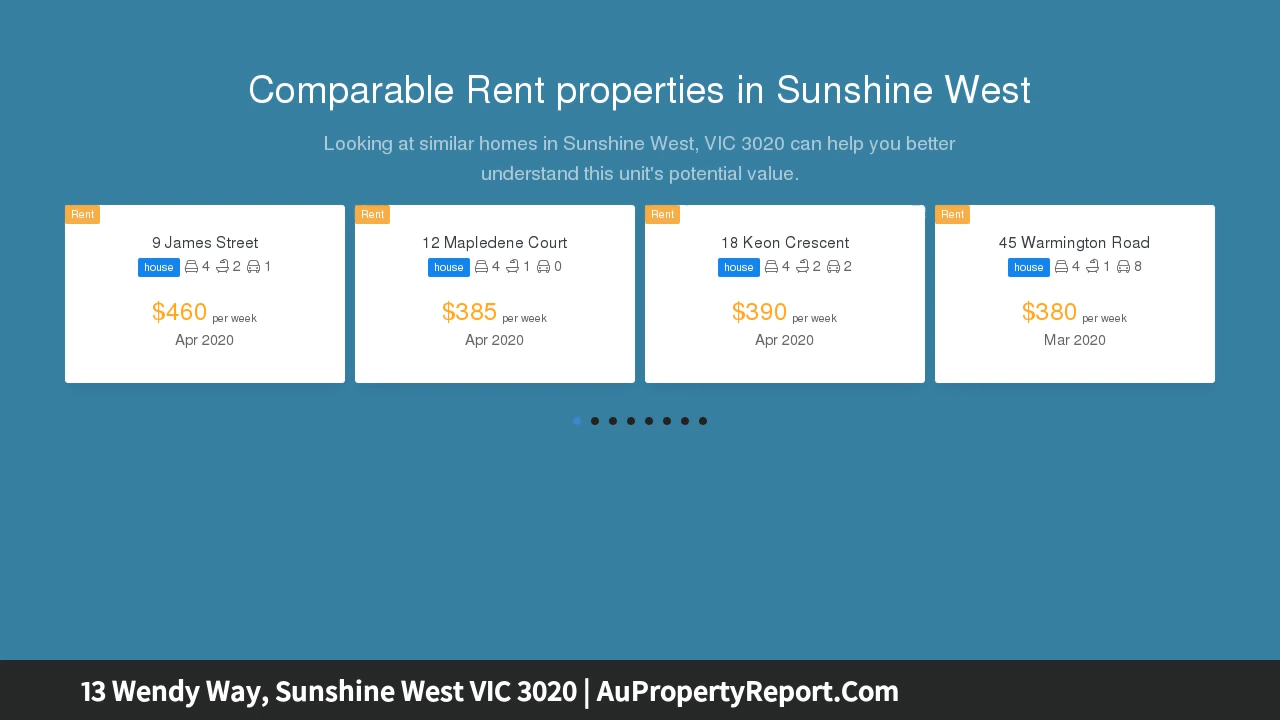 Comparable Rent properties in Sunshine West
Looking at similar homes in Sunshine West, VIC 3020 can help you better
understand this unit's potential value.
Rent
9 James Street
house 4 2 1
$460 per week
Apr 2020
Rent
12 Mapledene Court
house 4 1 0
$385 per week
Apr 2020
Rent
18 Keon Crescent
house 4 2 2
$390 per week
Apr 2020
Rent
45 Warmington Road
house 4 1 8
$380 per week
Mar 2020
13 Wendy Way, Sunshine West VIC 3020 | AuPropertyReport.Com